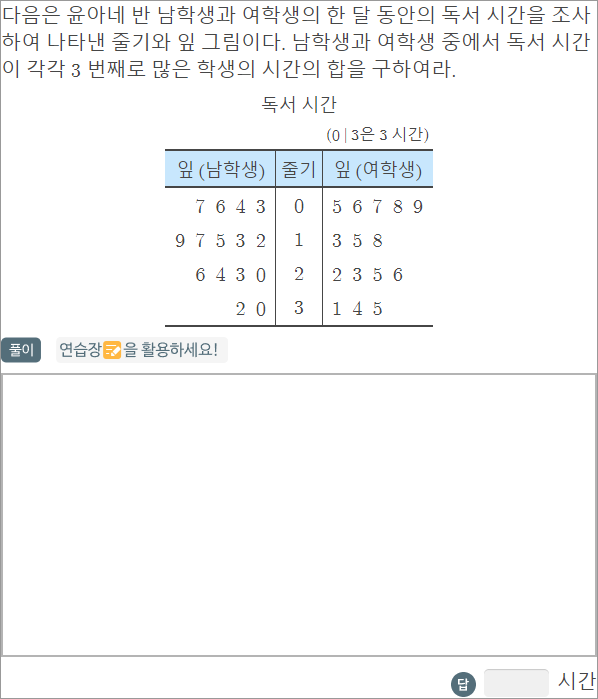 다음은 윤아네 반 남학생과 여학생의 한 달 동안의 독서 시간을 조사
하여 나타낸 줄기와 잎 그림이다. 남학생과 여학생 중에서 독서 시간
이 각각 3 번째로 많은 학생의 시간의 합을 구하여라.
독서 시간
(0 | 3은 3 시간)
잎 (남학생) 줄기 잎 (여학생)
7 6 4 3 0 5 6 7 8 9
9 7 5 3 2 1 3 5 8
6 4 3 0 2 2 3 5 6
2 0 3 1 4 5
풀이 연습장을 활용하세요!
답 시간